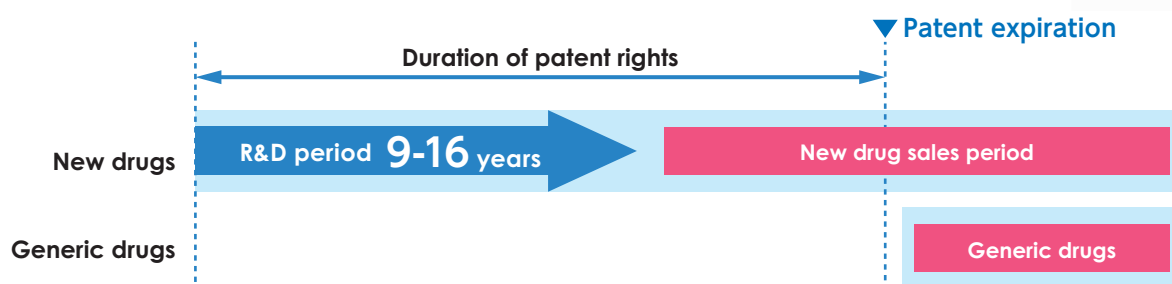 Patent expiration
Duration of patent rights
New drugs
R&D period 9-16 years
New drug sales period
Generic drugs
Generic drugs